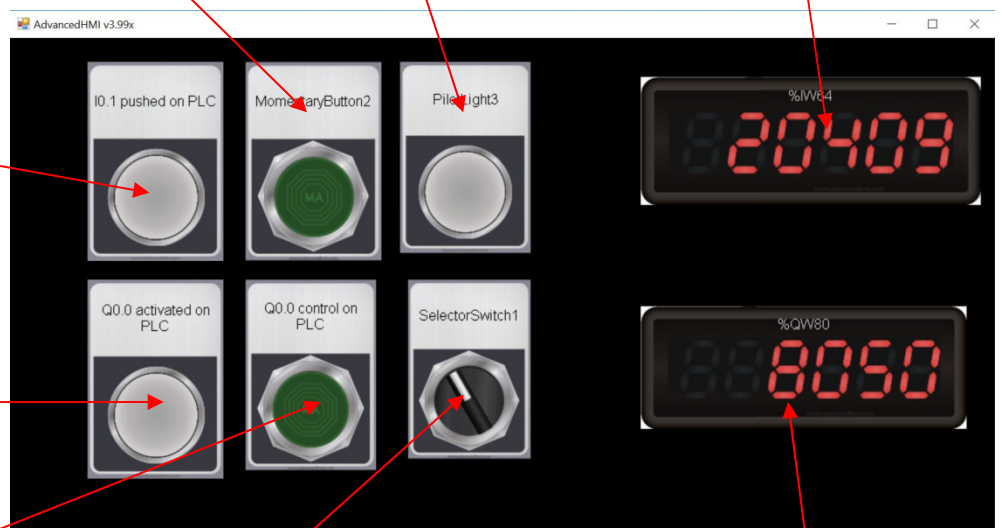 AdvancedHMI v3.99x
I0.1 pushed on PLC
MomentaryButton2
PilotLight3
%IW64
20409
MA
Q0.0 activated on
PLC
Q0.0 control on
PLC
SelectorSwitch1
%QW80
8050